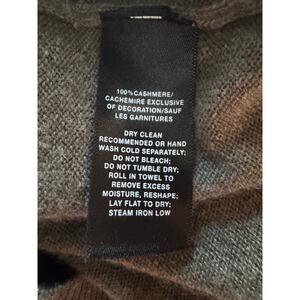 100%CASHMERE/
CACHEMIRE EXCLUSIVE
OF DECORATION/SAUF
LES GARNITURES
DRY CLEAN
RECOMMENDED OR HAND
WASH COLD SEPARATELY;
DO NOT BLEACH;
DO NOT TUMBLE DRY;
ROLL IN TOWEL TO
REMOVE EXCESS
MOISTURE, RESHAPE;
LAY FLAT TO DRY;
STEAM IRON LOW